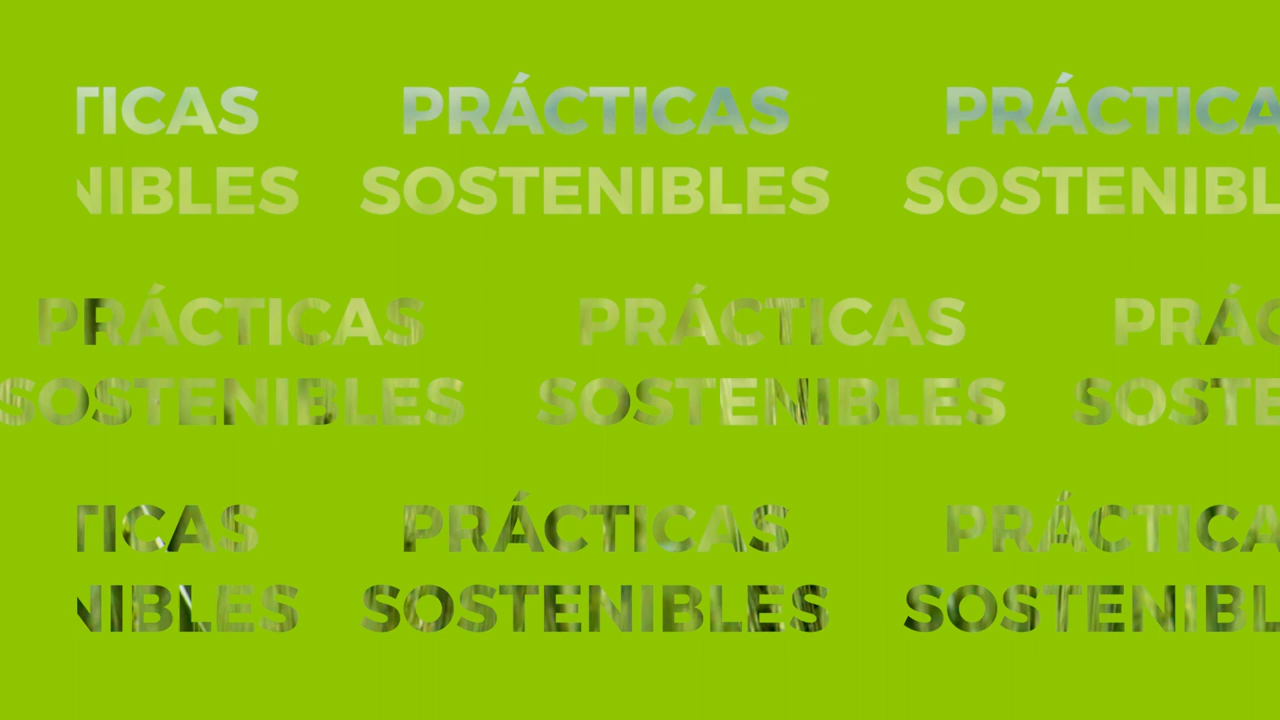 TICAS PRÁCTICAS PRÁCTICA
NIBLES SOSTENIBLES SOSTENIBL
PRÁCTICAS PRÁCTICAS PRÁC
SOSTENIBLES SOSTENIBLES SOSTE
TICAS PRÁCTICAS PRÁCTICA
NIBLES SOSTENIBLES SOSTENIBL